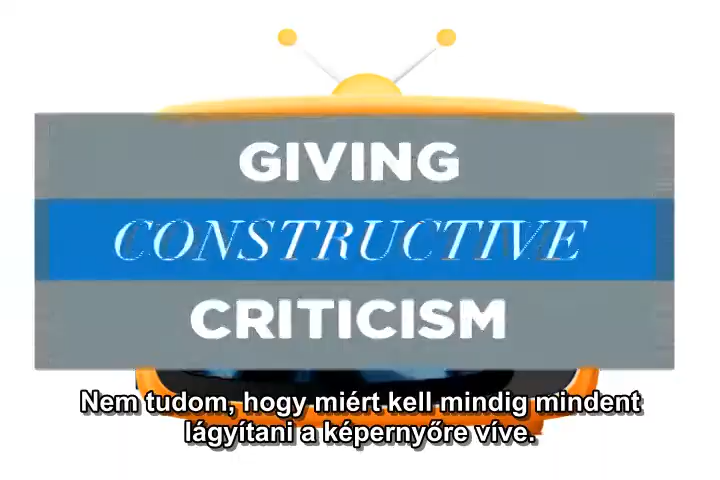 GIVING
CONSTRUCTIVE
CRITICISM
Nem tudom, hogy miért kell mindig mindent
lágyítani a képernyőre víve.